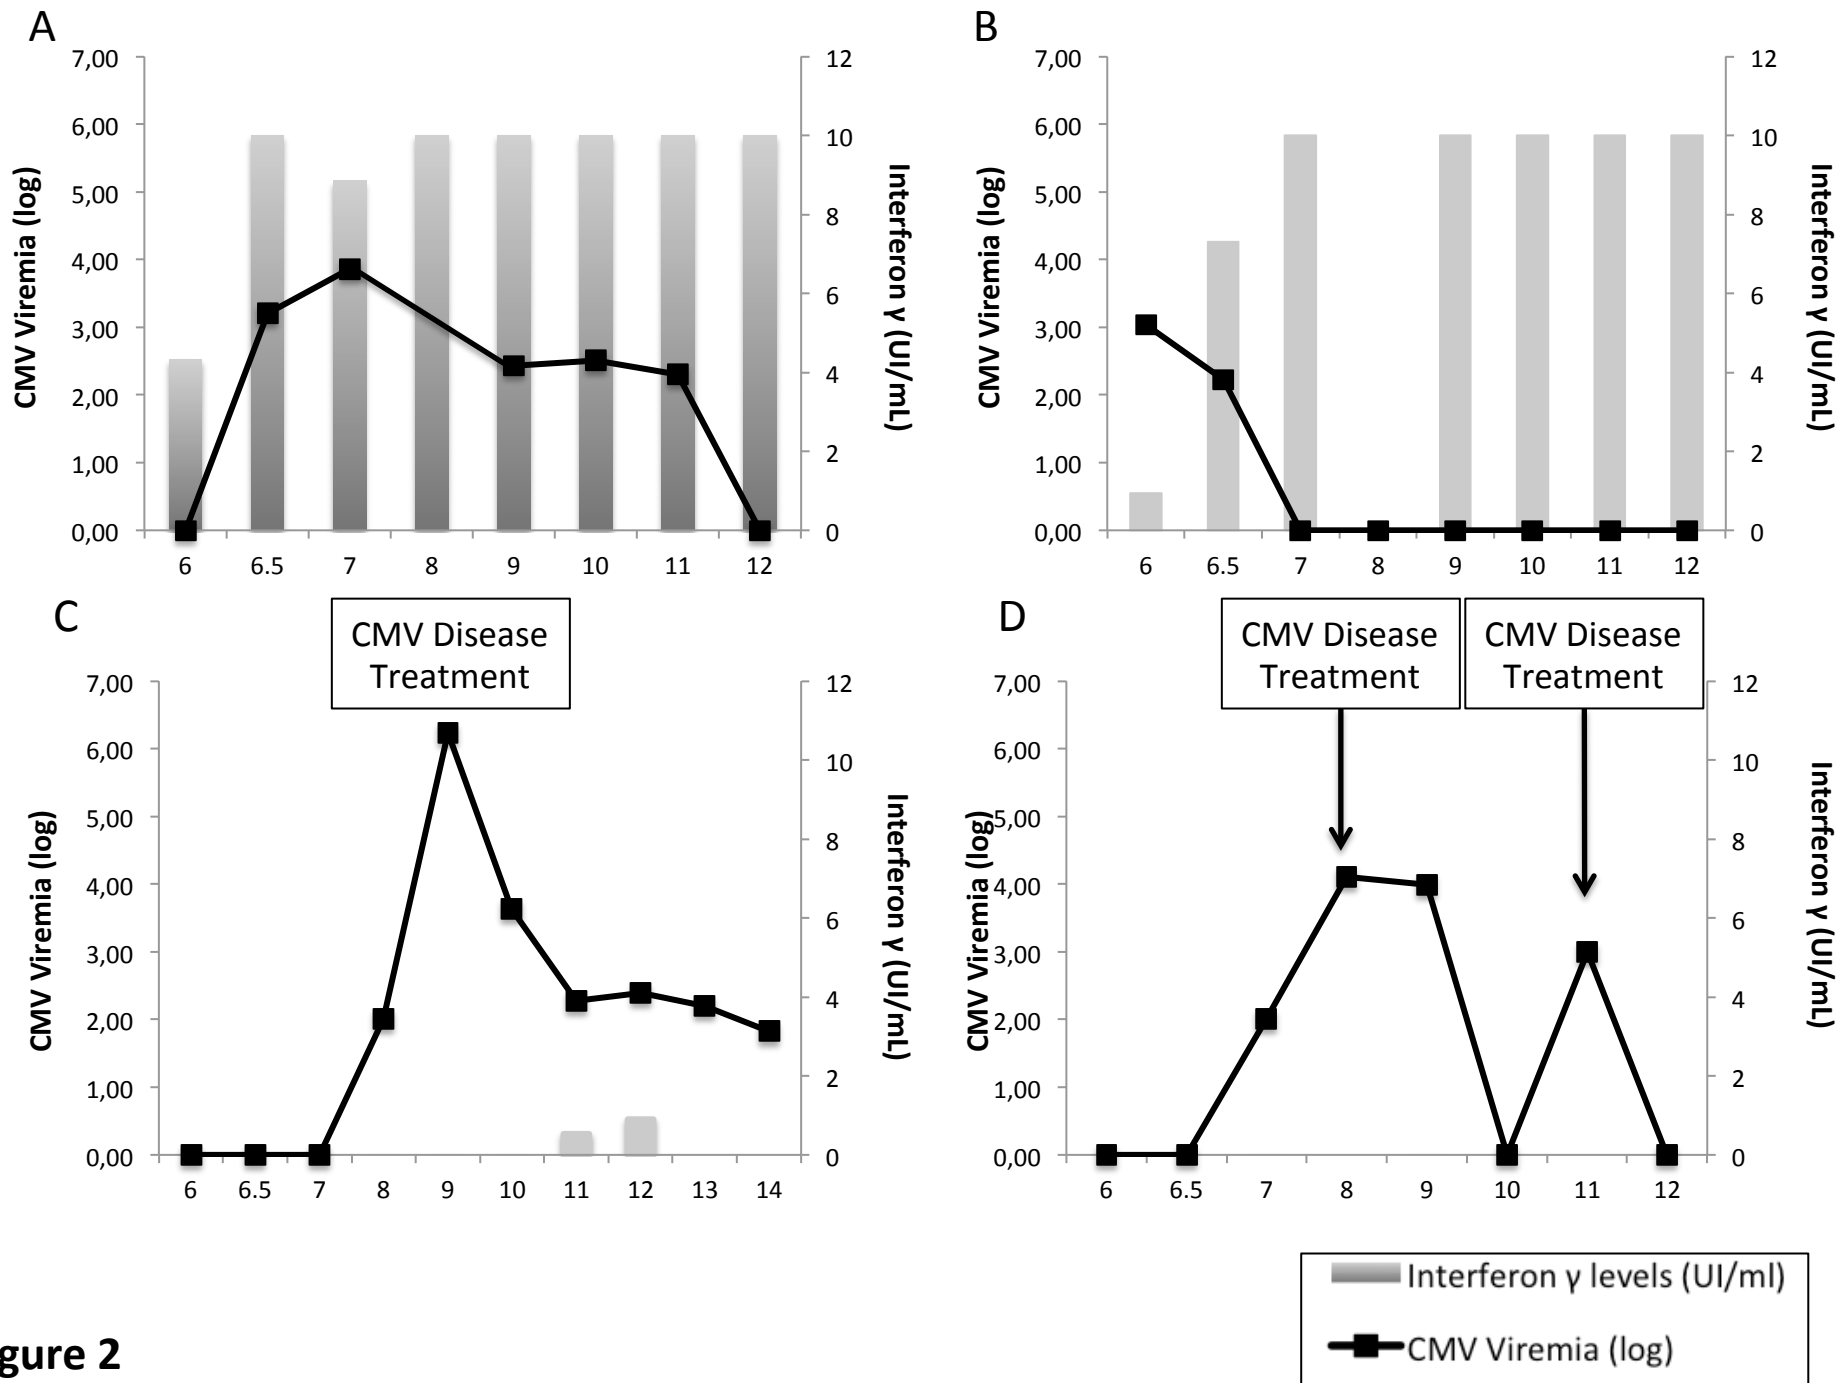 A
7,00
6,00
5,00
4,00
3,00
2,00
1,00
0,00
CMV Viremia (log)
12
10
8
6
4
2
0
Interferon γ (UI/mL)
6 6.5 7 8 9 10 11 12
B
7,00
6,00
5,00
4,00
3,00
2,00
1,00
0,00
CMV Viremia (log)
12
10
8
6
4
2
0
Interferon γ (UI/mL)
6 6.5 7 8 9 10 11 12
C
CMV Disease
Treatment
7,00
6,00
5,00
4,00
3,00
2,00
1,00
0,00
CMV Viremia (log)
12
10
8
6
4
2
0
Interferon γ (UI/mL)
6 6.5 7 8 9 10 11 12 13 14
D
CMV Disease
Treatment
CMV Disease
Treatment
7,00
6,00
5,00
4,00
3,00
2,00
1,00
0,00
CMV Viremia (log)
12
10
8
6
4
2
0
Interferon γ (UI/mL)
6 6.5 7 8 9 10 11 12
Interferon γ levels (UI/ml)
CMV Viremia (log)
gure 2